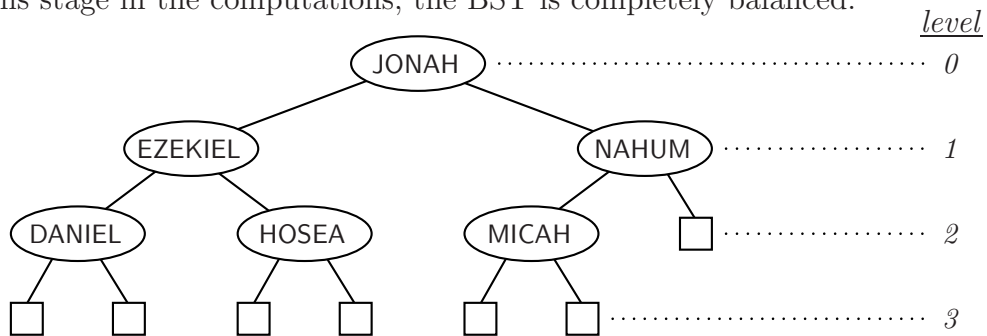 stage in the computations, the BST is completely balanced.
level
JONAH 0
EZEKIEL NAHUM 1
DANIEL HOSEA MICAH 2
3